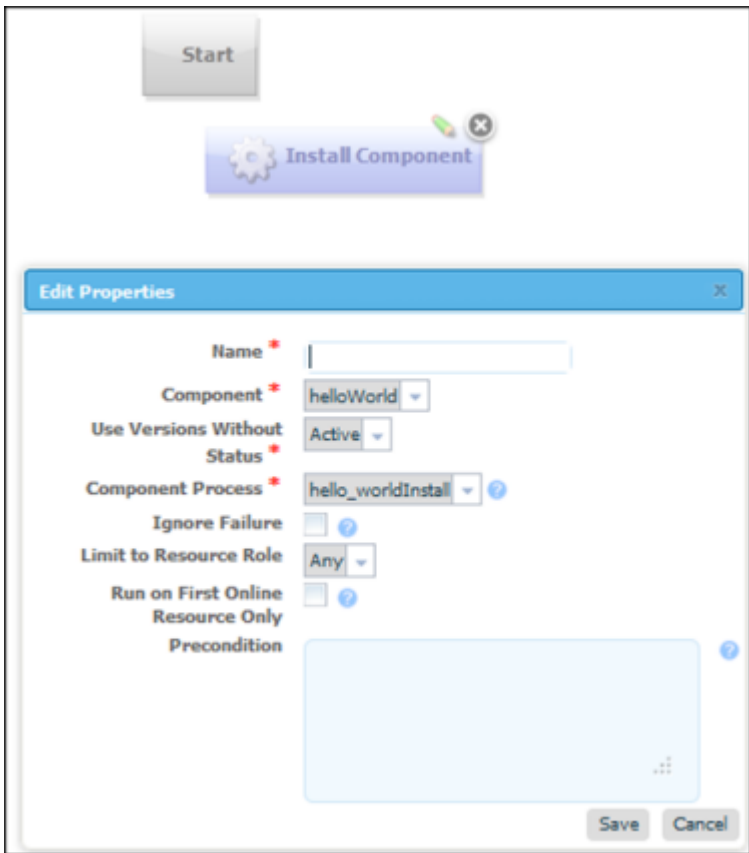 Start
Install Component
Edit Properties
Name *
Component * helloWorld
Use Versions Without
Status * Active
Component Process * hello_worldInstall
Ignore Failure
Limit to Resource Role Any
Run on First Online
Resource Only
Precondition
Save Cancel